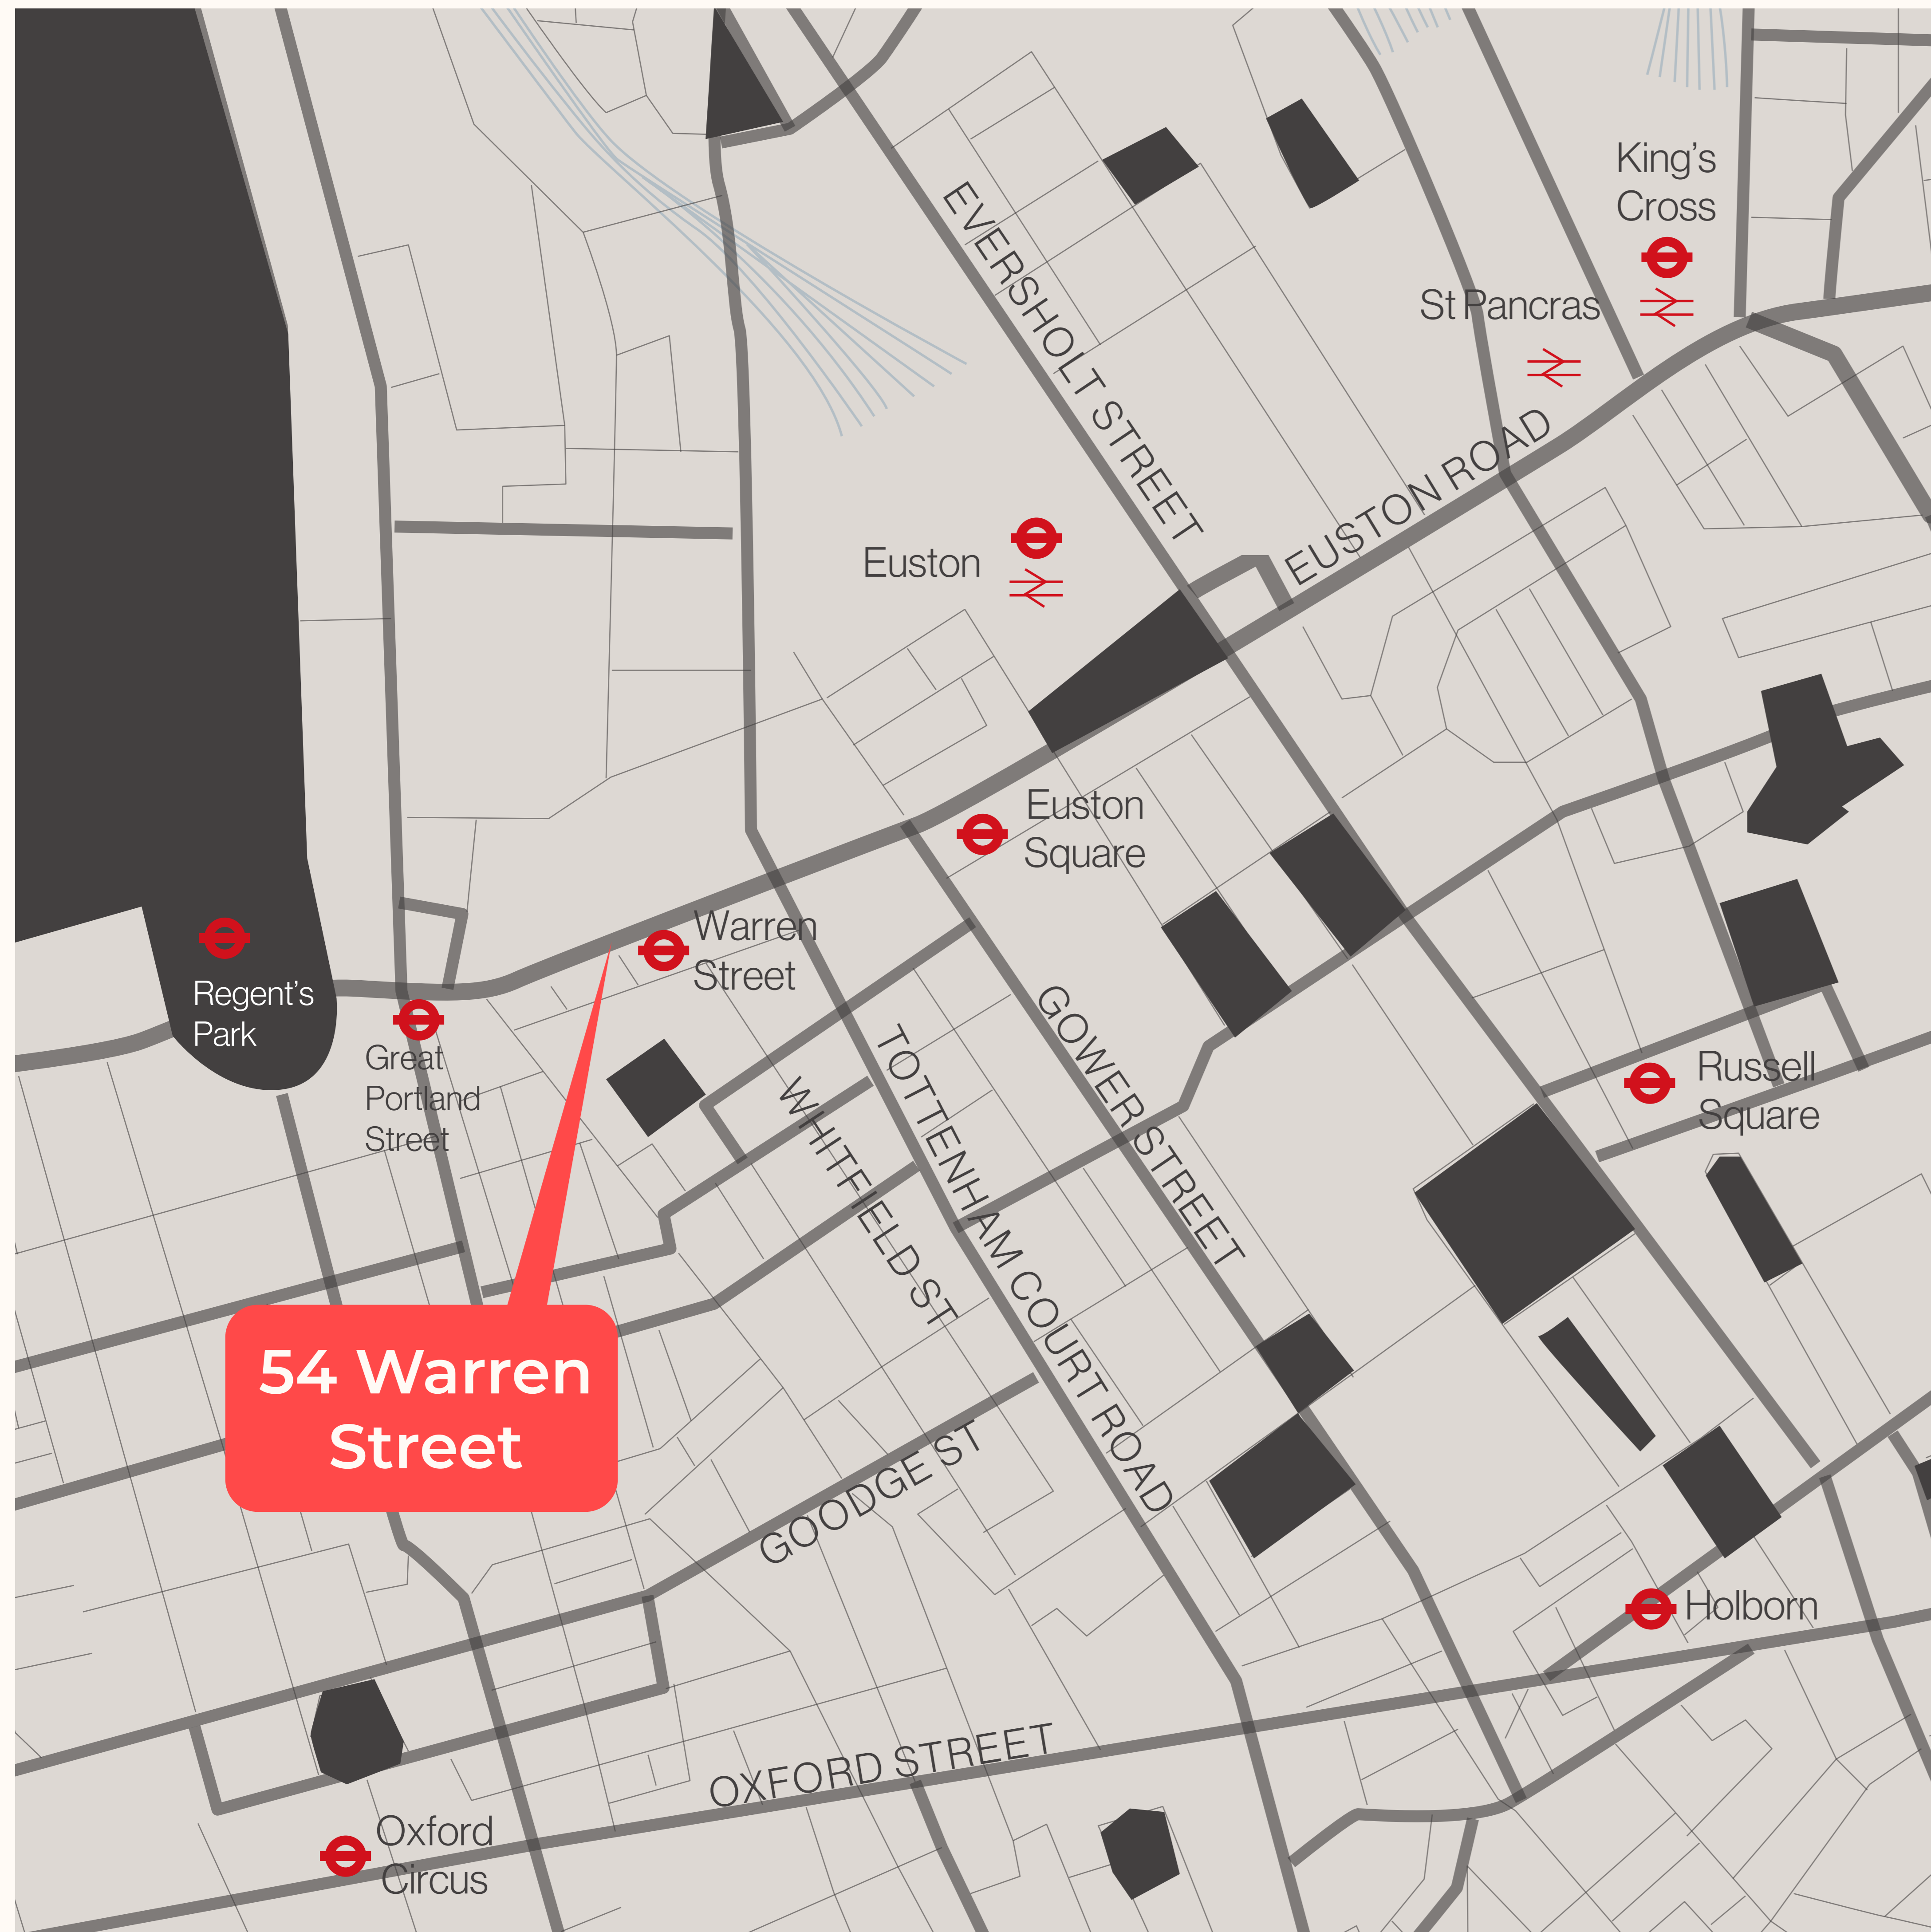 King's
Cross
St Pancras
EVERSHOLT STREET
EUSTON ROAD
Euston
Euston
Square
Warren
Street
Regent's
Park
Great
Portland
Street
GOWER STREET
TOTTENHAM COURT ROAD
WHITFIELD ST
Russell
Square
54 Warren
Street
GOODGE ST
Holborn
OXFORD STREET
Oxford
Circus